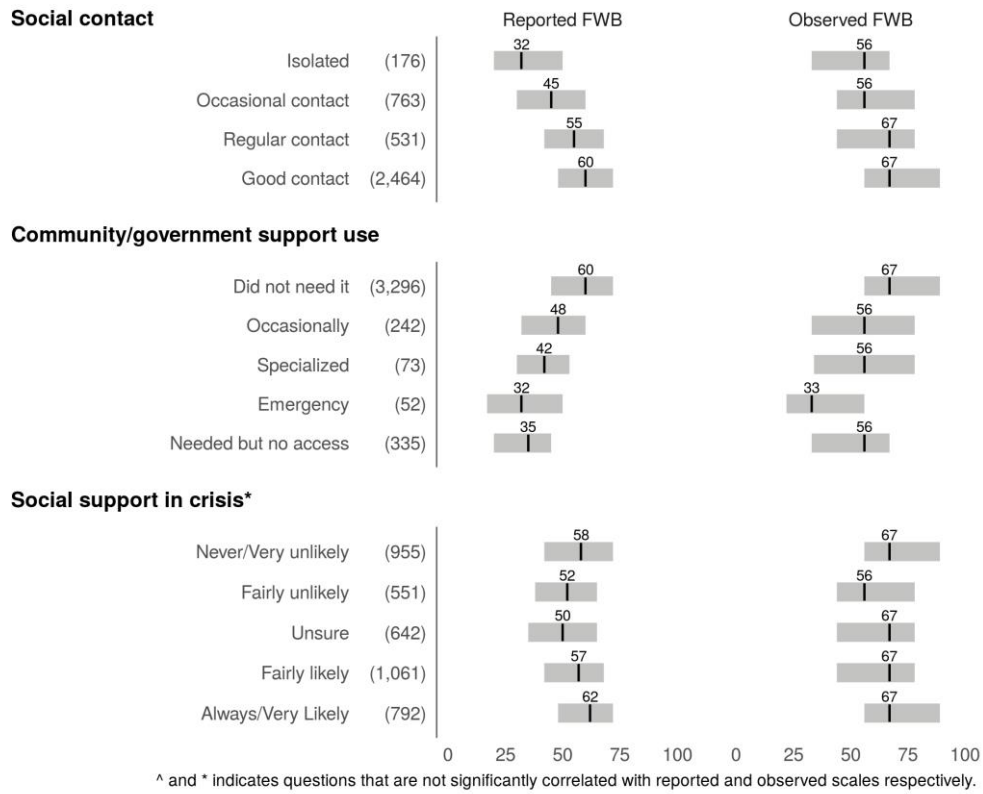 Social contact Reported FWB Observed FWB
32 56
Isolated (176)
45 56
Occasional contact (763)
55 67
Regular contact (531)
60 67
Good contact (2,464)
Community/government support use
60 67
Did not need it (3,296)
48 56
Occasionally (242)
42 56
Specialized (73)
32 33
Emergency (52)
35 56
Needed but no access (335)
Social support in crisis*
58 67
Never/Very unlikely (955)
52 56
Fairly unlikely (551)
50 67
Unsure (642)
57 67
Fairly likely (1,061)
62 67
Always/Very Likely (792)
0 25 50 75 100 0 25 50 75 100
^ and * indicates questions that are not significantly correlated with reported and observed scales respectively.